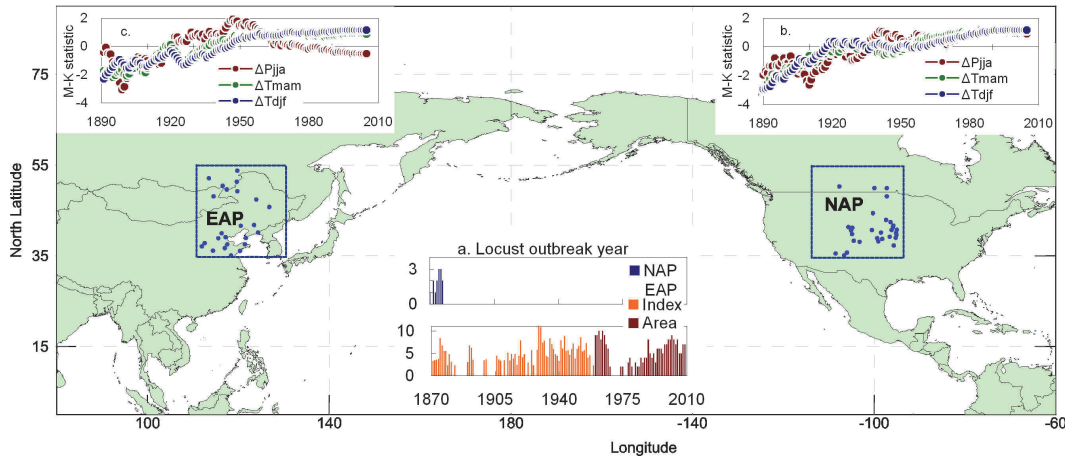 c.
M-K statistic
2
0
-2
-4
ΔPjja
ΔTmam
ΔTdjf
1890 1920 1950 1980 2010
b.
M-K statistic
2
0
-2
-4
ΔPjja
ΔTmam
ΔTdjf
1890 1920 1950 1980 2010
North Latitude
75
55
35
15
EAP
NAP
a. Locust outbreak year
3
0
NAP
EAP
Index
Area
10
5
0
1870 1905 1940 1975 2010
100 140 -180 -140 -100 -60
Longitude